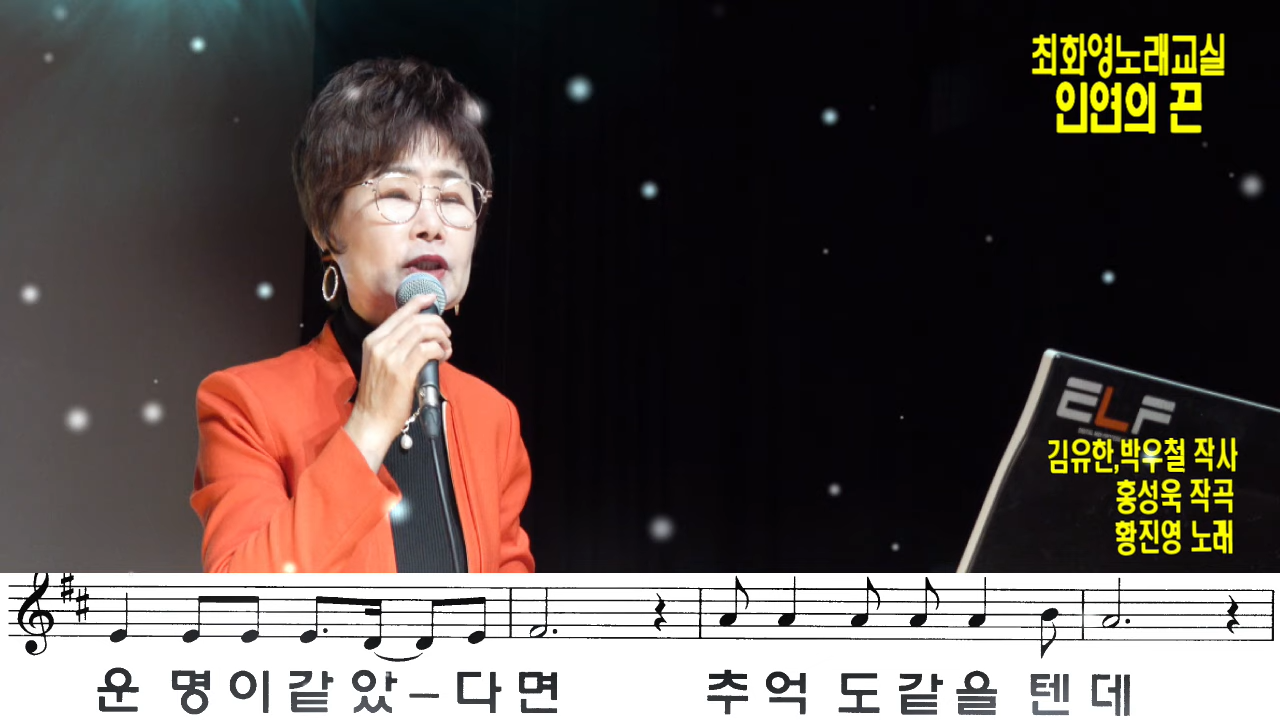 최화영노래교실
인연의 끈
ELF
김유한,박우철 작사
홍성욱 작곡
황진영 노래
운 명이같았–다면 추억 도같을텐데